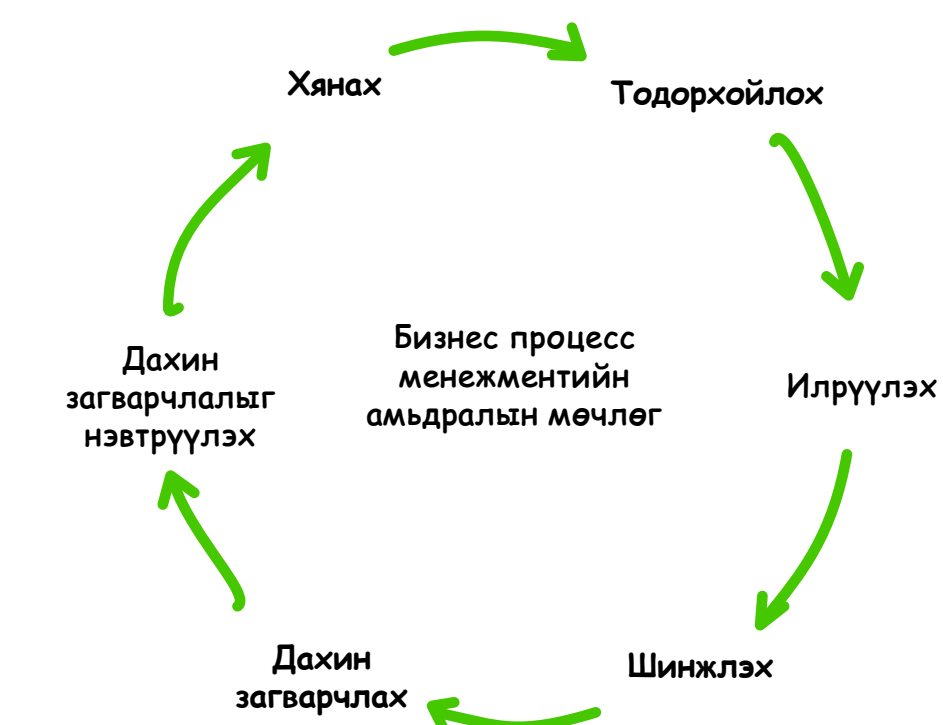 Хянах
Тодорхойлох
Илрүүлэх
Шинжлэх
Дахин
загварчлах
Дахин
загварчлалыг
нэвтрүүлэх
Бизнес процесс
менежментийн
амьдралын мөчлөг